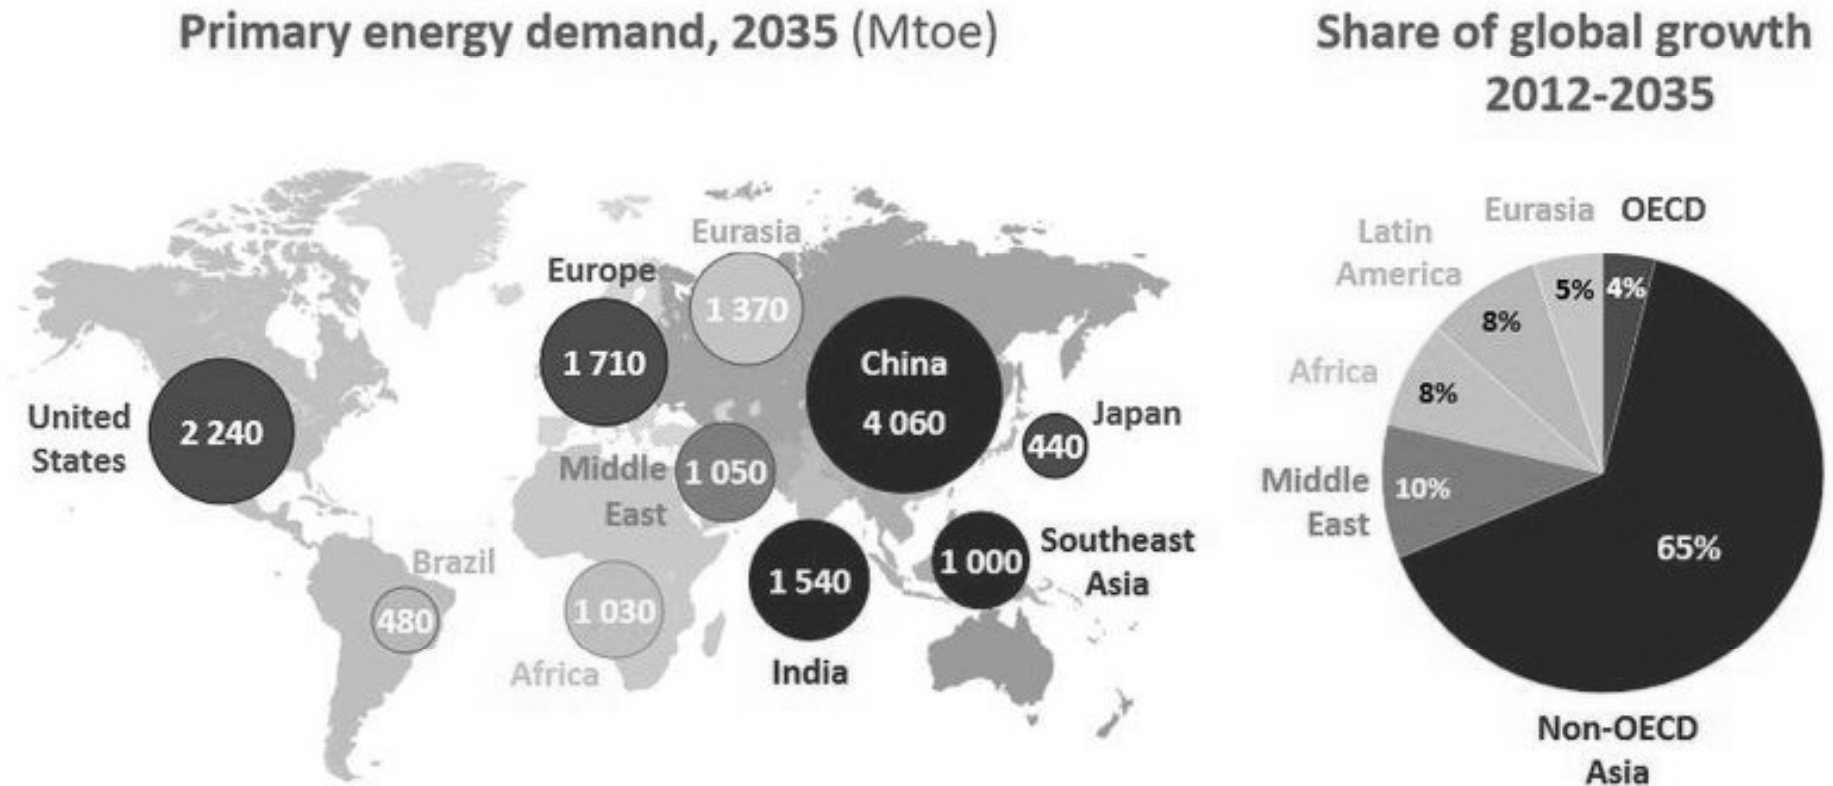 Primary energy demand, 2035 (Mtoe)
Eurasia
1 370
Europe
1 710
China
4 060
United
States
2 240
Japan
440
Middle
East
1 050
Southeast
Asia
1 000
Brazil
480
1 030
Africa
1 540
India
Share of global growth
2012-2035
Eurasia
OECD
Latin
America
5%
4%
8%
Africa
8%
Middle
East
10%
65%
Non-OECD
Asia